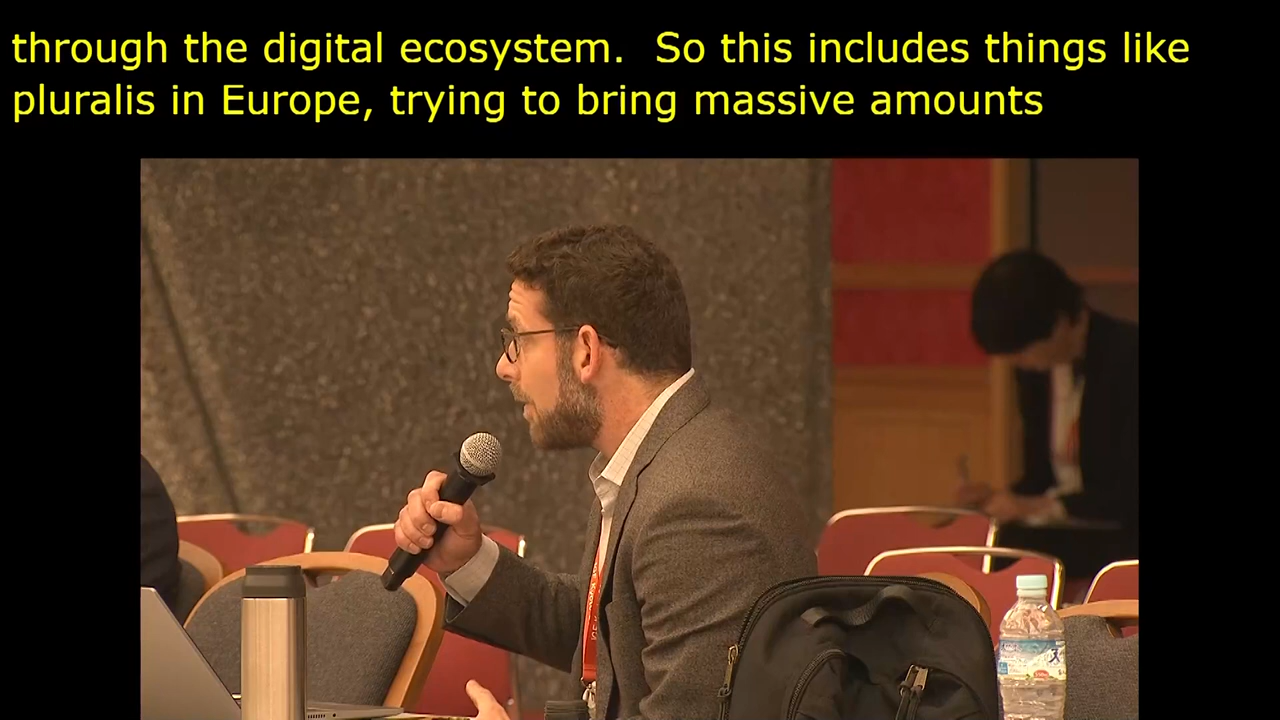 through the digital ecosystem.  So this includes things like
pluralis in Europe, trying to bring massive amounts